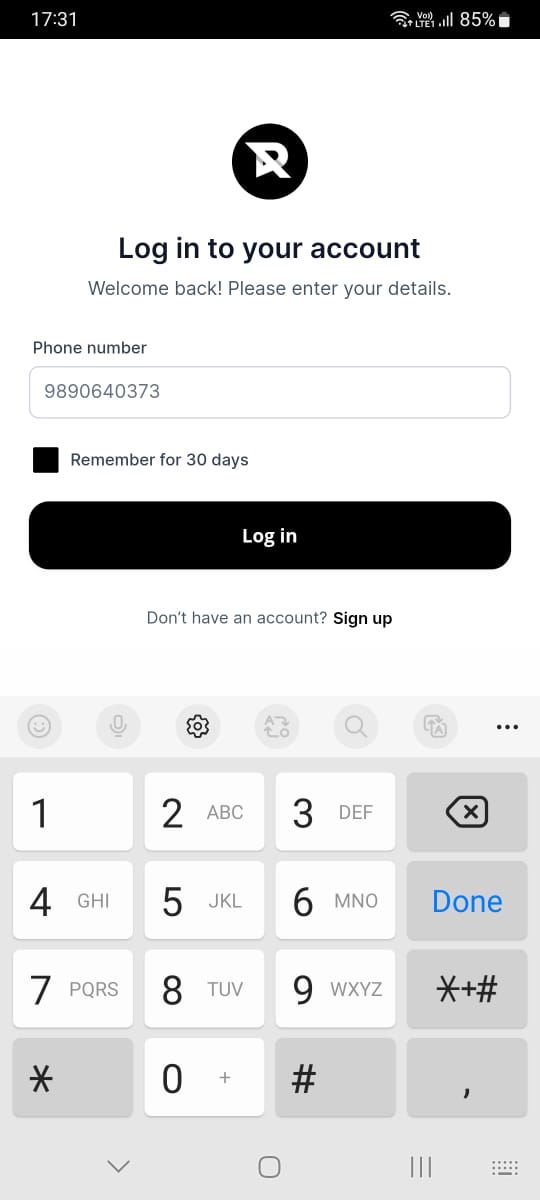 17:31
Vo)) LTE1 85%
Log in to your account
Welcome back! Please enter your details.
Phone number
9890640373
Remember for 30 days
Log in
Don't have an account? Sign up
1 2 ABC 3 DEF
4 GHI 5 JKL 6 MNO Done
7 PQRS 8 TUV 9 WXYZ *+#
* 0 + # ,